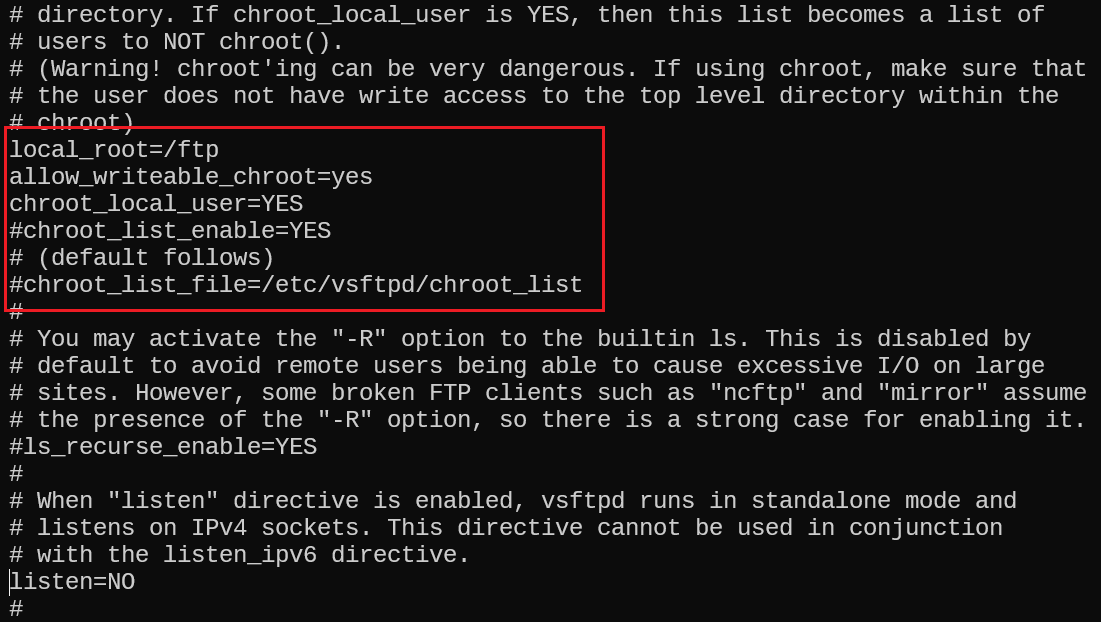 # directory. If chroot_local_user is YES, then this list becomes a list of
# users to NOT chroot().
# (Warning! chroot'ing can be very dangerous. If using chroot, make sure that
# the user does not have write access to the top level directory within the
# chroot)
local_root=/ftp
allow_writeable_chroot=yes
chroot_local_user=YES
#chroot_list_enable=YES
# (default follows)
#chroot_list_file=/etc/vsftpd/chroot_list
#
# You may activate the "-R" option to the builtin ls. This is disabled by
# default to avoid remote users being able to cause excessive I/O on large
# sites. However, some broken FTP clients such as "ncftp" and "mirror" assume
# the presence of the "-R" option, so there is a strong case for enabling it.
#ls_recurse_enable=YES
#
# When "listen" directive is enabled, vsftpd runs in standalone mode and
# listens on IPv4 sockets. This directive cannot be used in conjunction
# with the listen_ipv6 directive.
listen=NO
#